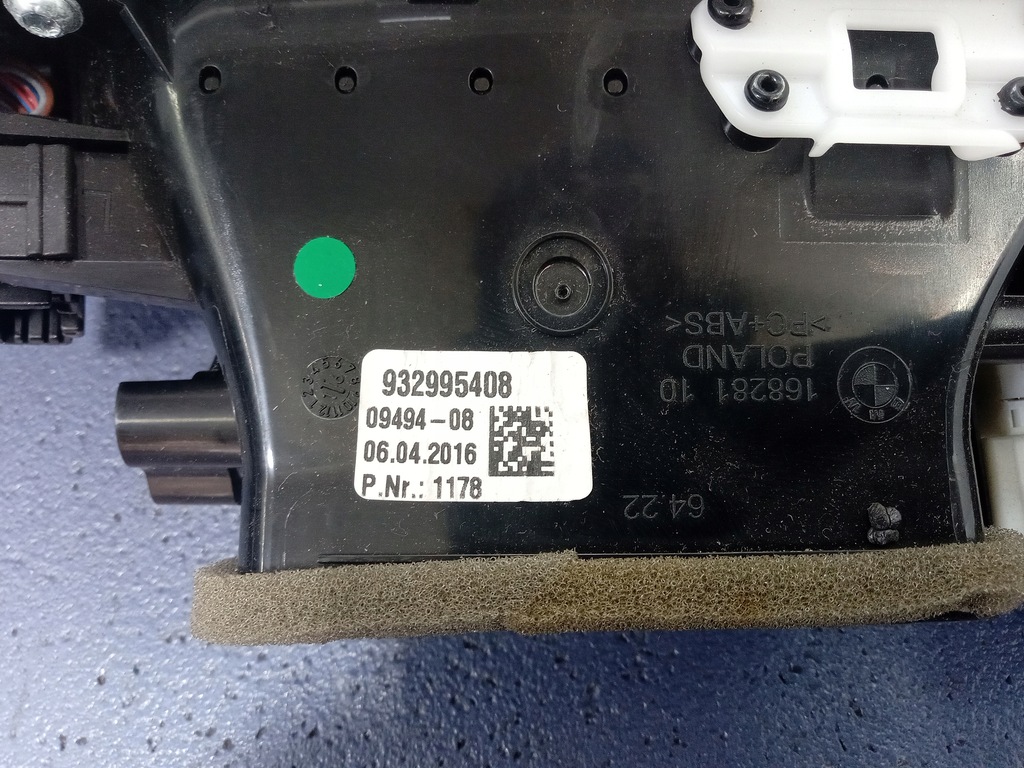 932995408
09494-08
06.04.2016
P.Nr.: 1178
168281 10
POLAND
>PC+ABS<
64.22